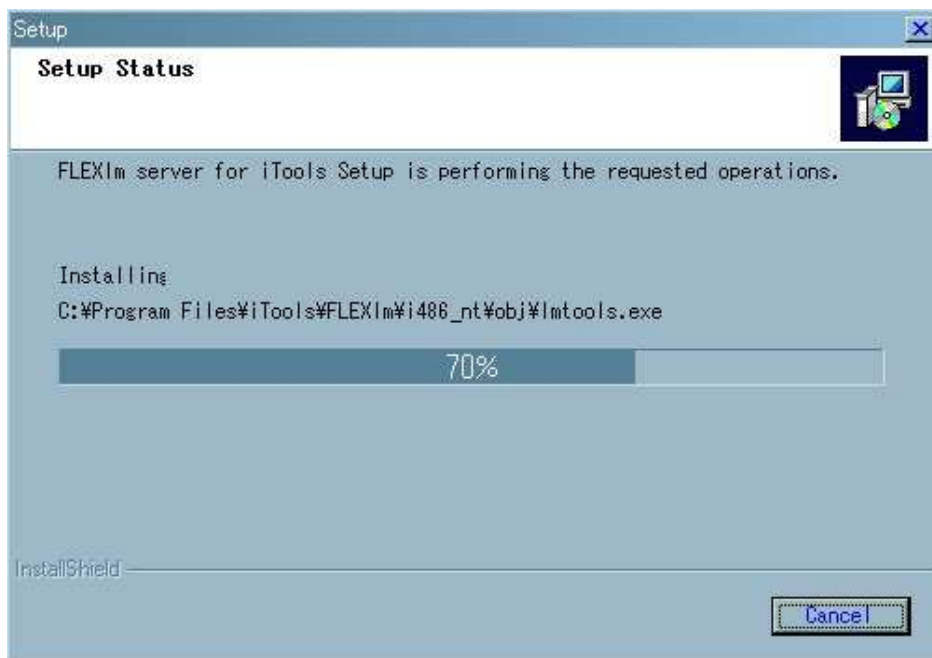 Setup
Setup Status
FLEXlm server for iTools Setup is performing the requested operations.
Installing
C:¥Program Files¥iTools¥FLEXlm¥i486_nt¥obj¥lmtools.exe
70%
InstallShield
Cancel